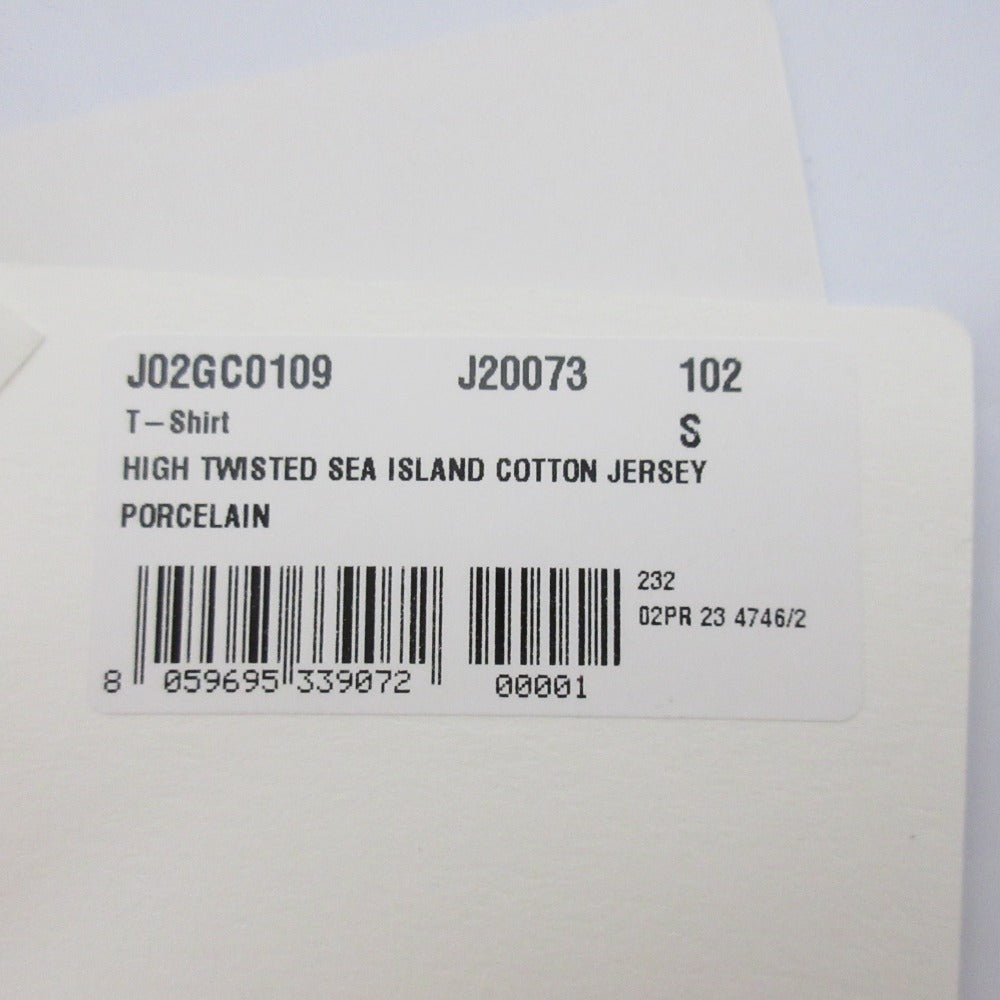 J02GC0109 J20073 102
T-Shirt S
HIGH TWISTED SEA ISLAND COTTON JERSEY
PORCELAIN
232
02PR 23 4746/2
8 059695 339072 00001